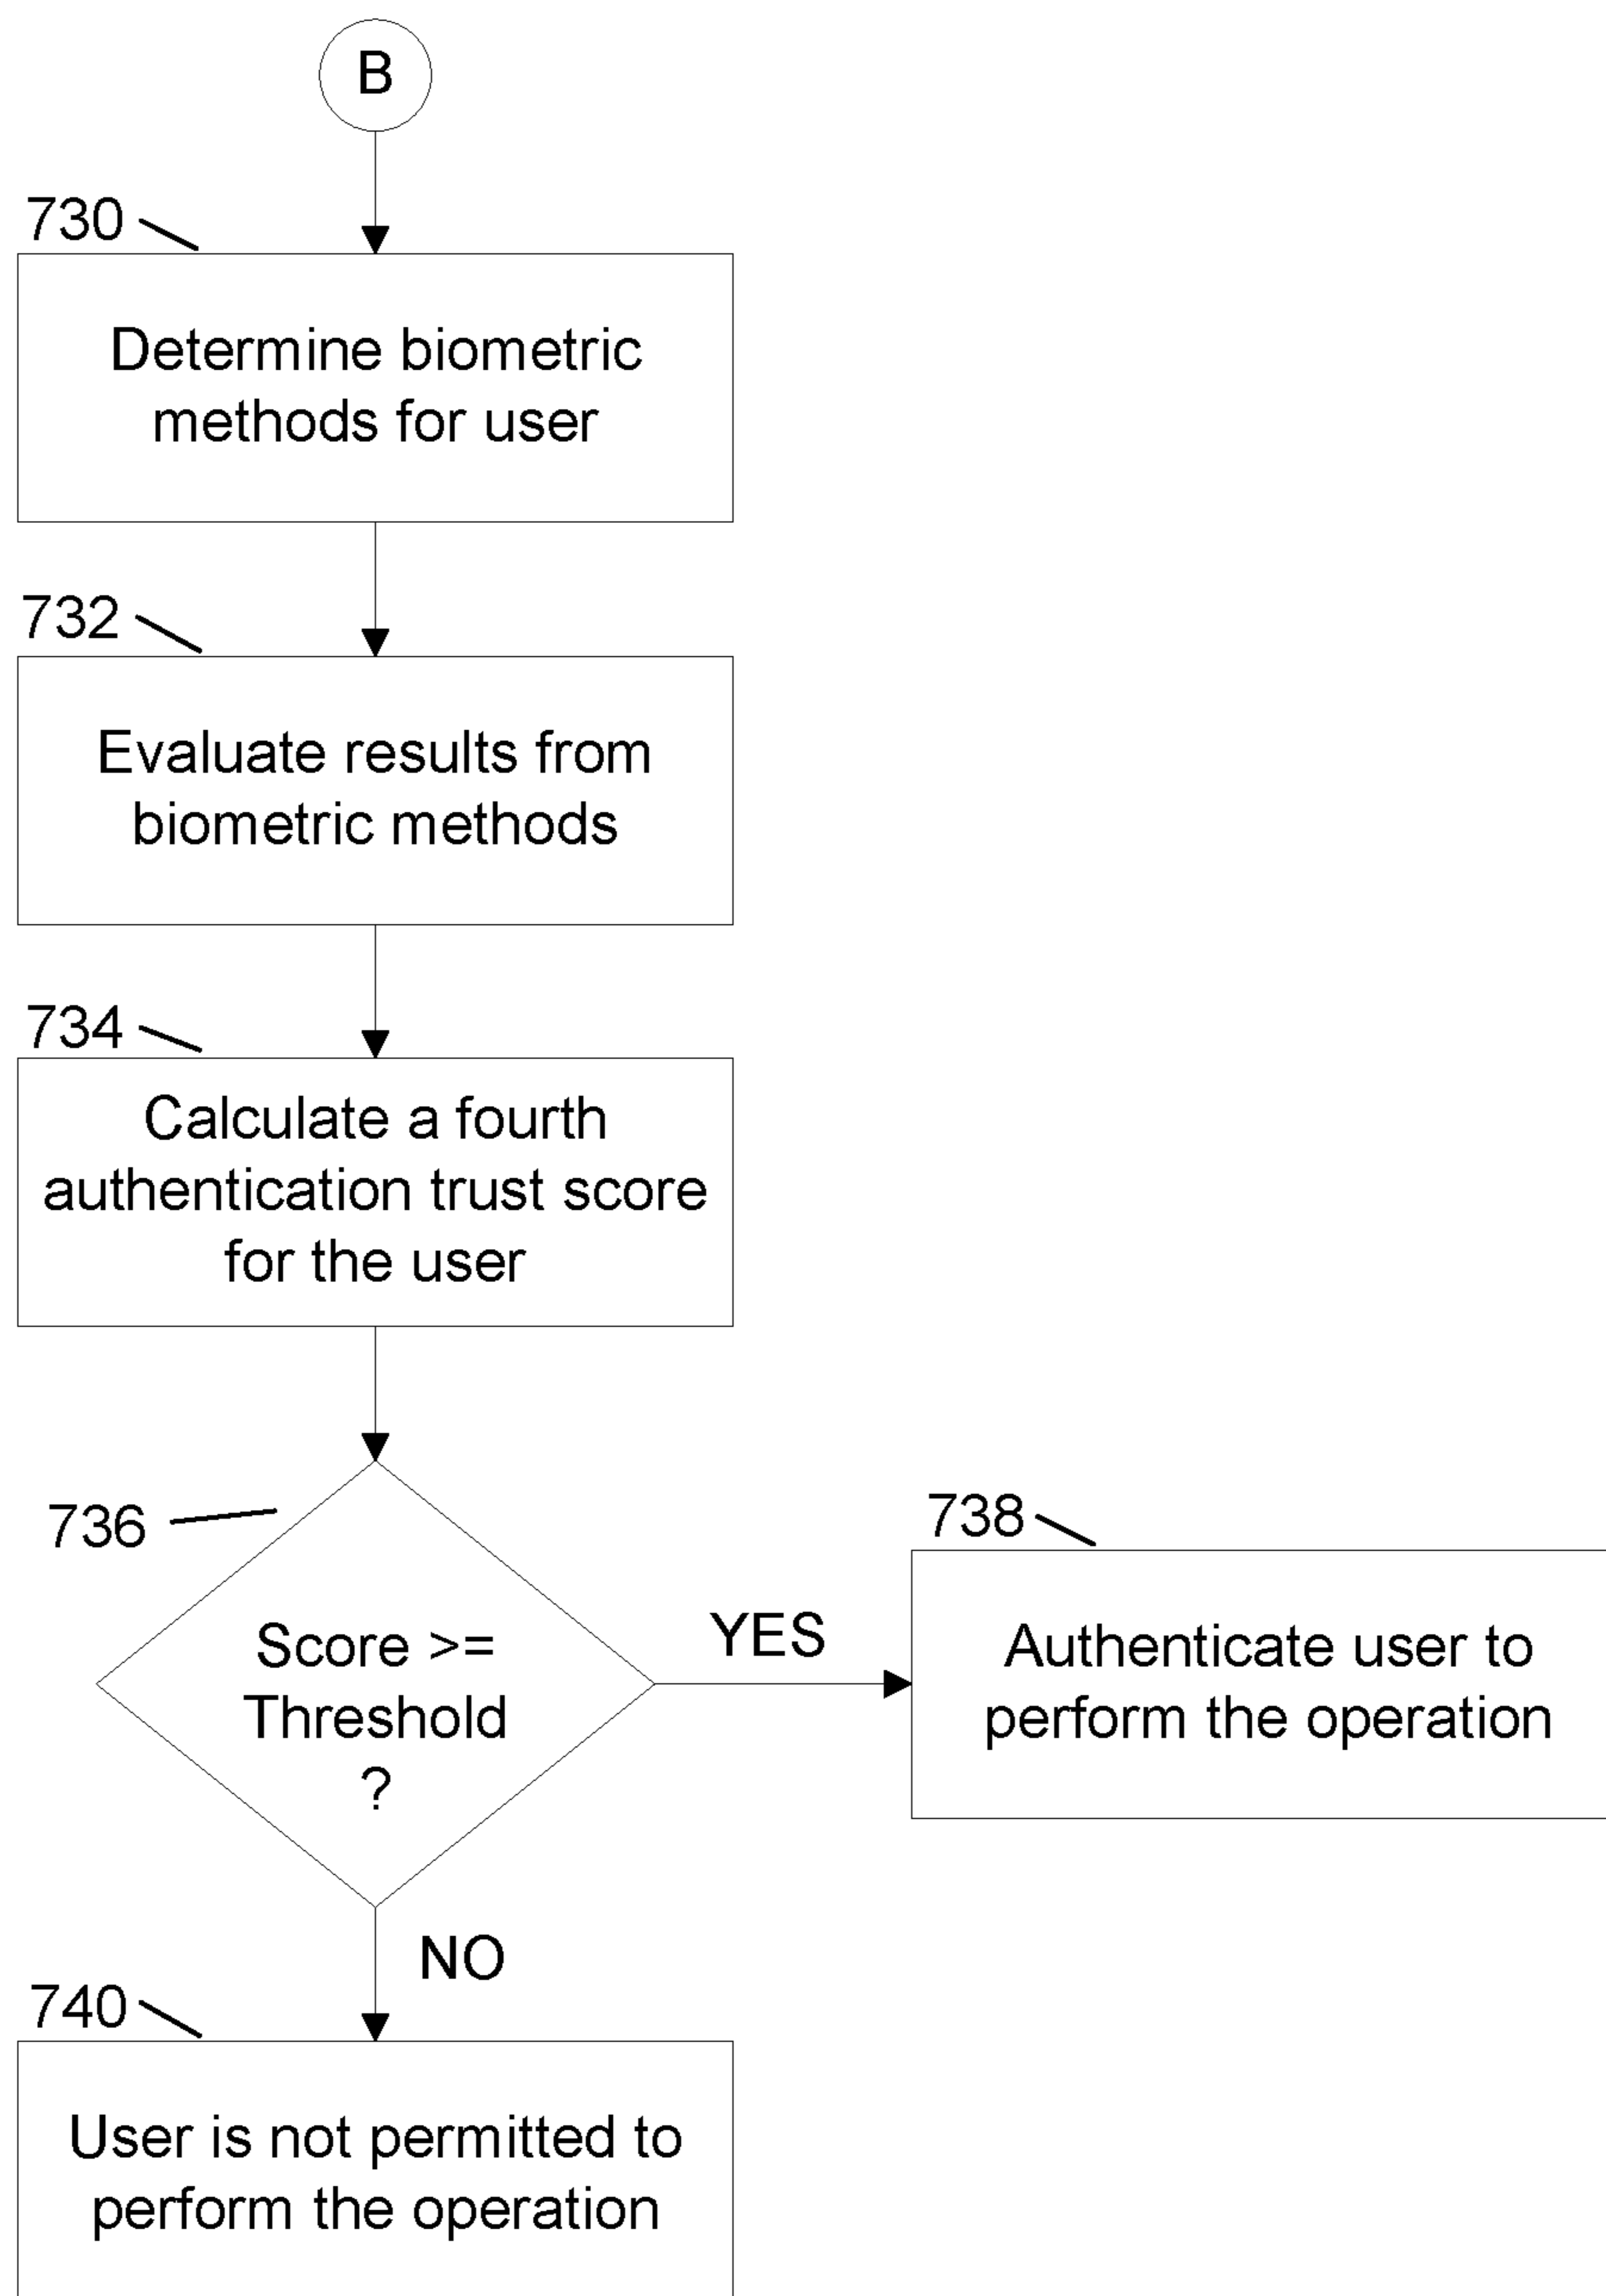 B
730
Determine biometric
methods for user
732
Evaluate results from
biometric methods
734
Calculate a fourth
authentication trust score
for the user
736
Score >=
Threshold
?
YES
738
Authenticate user to
perform the operation
NO
740
User is not permitted to
perform the operation